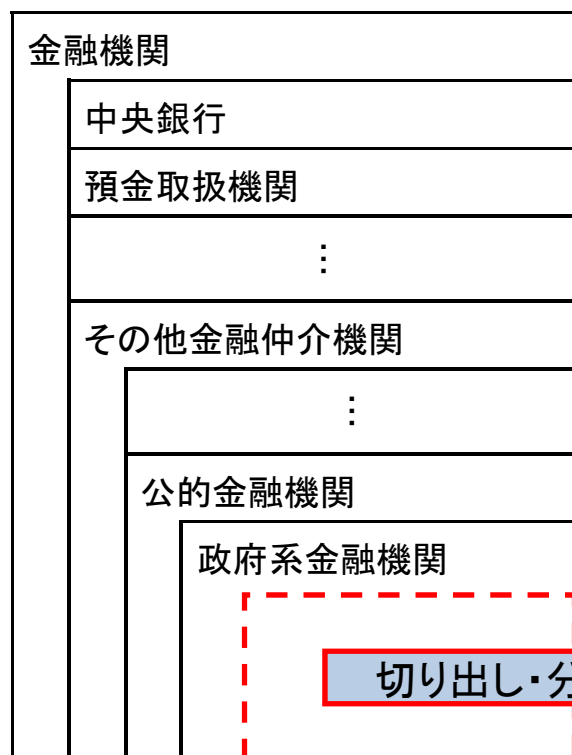 金融機関
中央銀行
預金取扱機関
⋮
その他金融仲介機関
⋮
公的金融機関
政府系金融機関
切り出し・分